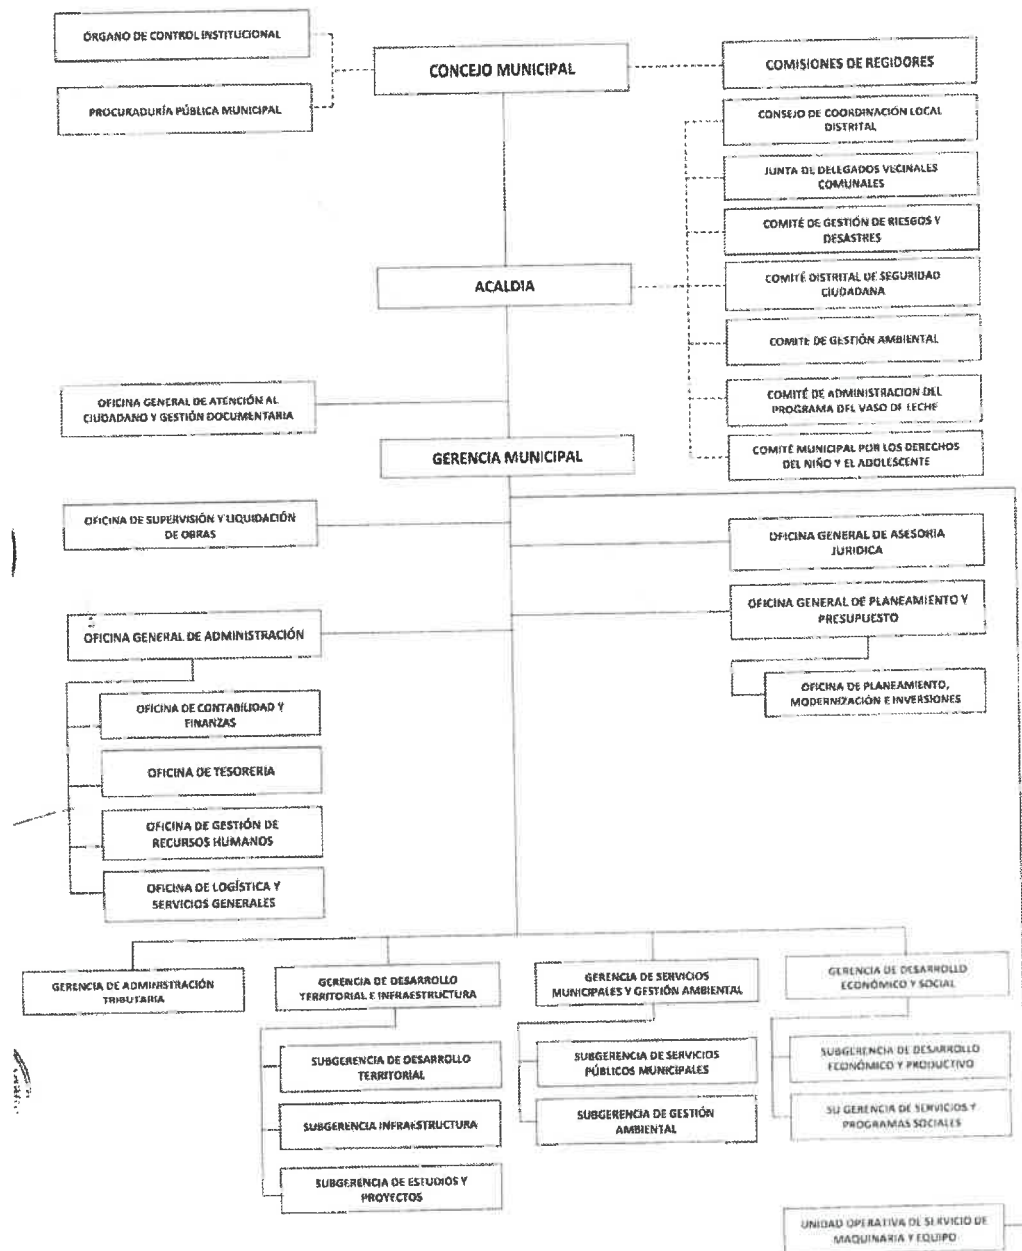 ÓRGANO DE CONTROL INSTITUCIONAL
PROCURADURÍA PÚBLICA MUNICIPAL
CONCEJO MUNICIPAL
COMISIONES DE REGIDORES
CONSEJO DE COORDINACIÓN LOCAL
DISTRITAL
JUNTA DE DELEGADOS VECINALES
COMUNALES
COMITÉ DE GESTIÓN DE RIESGOS Y
DESASTRES
ACALDIA
COMITÉ DISTRITAL DE SEGURIDAD
CIUDADANA
COMITÉ DE GESTIÓN AMBIENTAL
COMITÉ DE ADMINISTRACION DEL
PROGRAMA DEL VASO DE LECHE
COMITÉ MUNICIPAL POR LOS DERECHOS
DEL NIÑO Y EL ADOLESCENTE
OFICINA GENERAL DE ATENCIÓN AL
CIUDADANO Y GESTIÓN DOCUMENTARIA
GERENCIA MUNICIPAL
OFICINA DE SUPERVISIÓN Y LIQUIDACIÓN
DE OBRAS
OFICINA GENERAL DE ASESORIA
JURIDICA
OFICINA GENERAL DE PLANEAMIENTO Y
PRESUPUESTO
OFICINA DE PLANEAMIENTO,
MODERNIZACIÓN E INVERSIONES
OFICINA GENERAL DE ADMINISTRACIÓN
OFICINA DE CONTABILIDAD Y
FINANZAS
OFICINA DE TESORERIA
OFICINA DE GESTIÓN DE
RECURSOS HUMANOS
OFICINA DE LOGÍSTICA Y
SERVICIOS GENERALES
GERENCIA DE ADMINISTRACIÓN
TRIBUTARIA
GERENCIA DE DESARROLLO
TERRITORIAL E INFRAESTRUCTURA
SUBGERENCIA DE DESARROLLO
TERRITORIAL
SUBGERENCIA INFRAESTRUCTURA
SUBGERENCIA DE ESTUDIOS Y
PROYECTOS
GERENCIA DE SERVICIOS
MUNICIPALES Y GESTIÓN AMBIENTAL
SUBGERENCIA DE SERVICIOS
PÚBLICOS MUNICIPALES
SUBGERENCIA DE GESTIÓN
AMBIENTAL
GERENCIA DE DESARROLLO
ECONÓMICO Y SOCIAL
SUBGERENCIA DE DESARROLLO
ECONÓMICO Y PRODUCTIVO
SU GERENCIA DE SERVICIOS Y
PROGRAMAS SOCIALES
UNIDAD OPERATIVA DE SERVICIO DE
MAQUINARIA Y EQUIPO